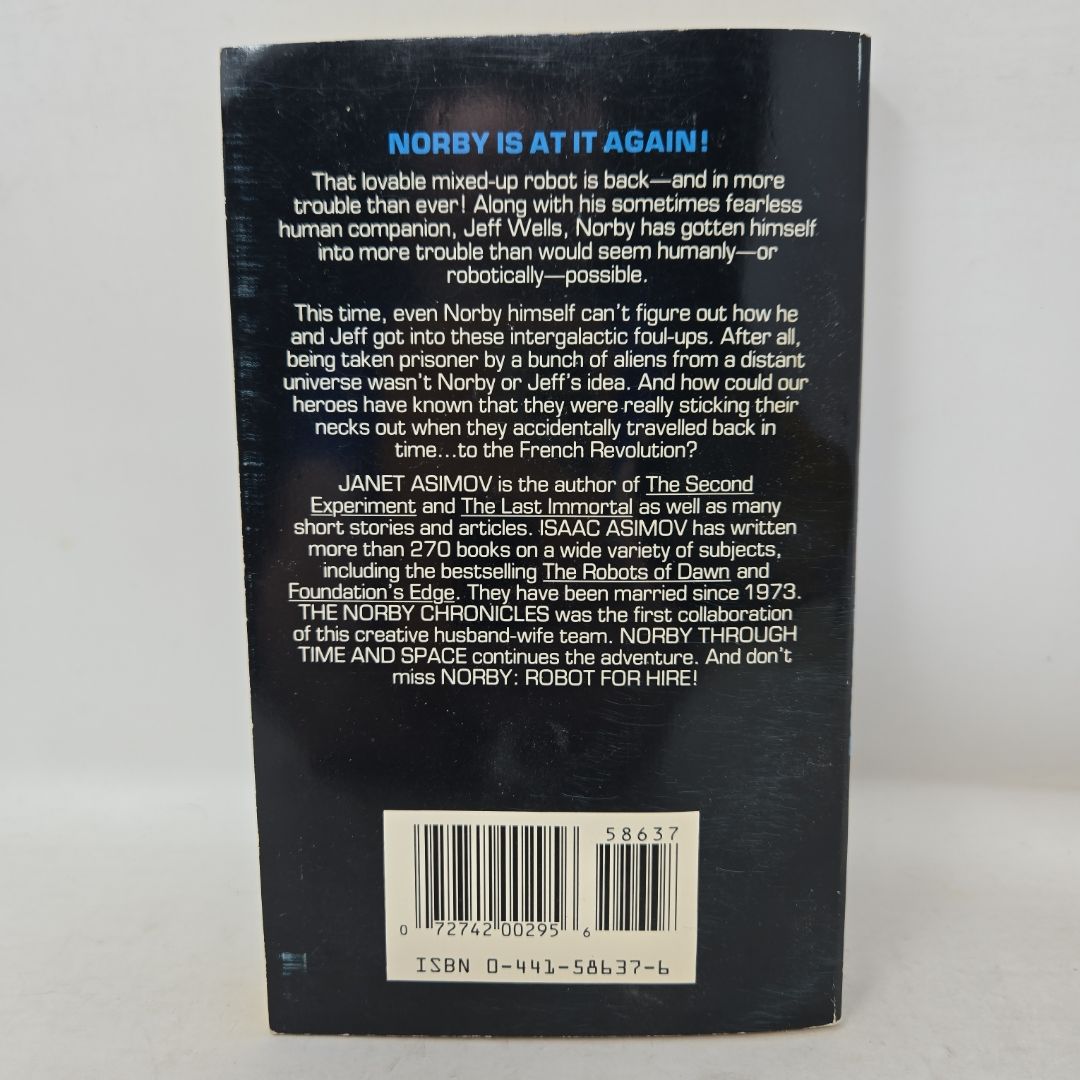 NORBY IS AT IT AGAIN!
That lovable mixed-up robot is back—and in more
trouble than ever! Along with his sometimes fearless
human companion, Jeff Wells, Norby has gotten himself
into more trouble than would seem humanly—or
robotically—possible.
This time, even Norby himself can't figure out how he
and Jeff got into these intergalactic foul-ups. After all,
being taken prisoner by a bunch of aliens from a distant
universe wasn't Norby or Jeff's idea. And how could our
heroes have known that they were really sticking their
necks out when they accidentally travelled back in
time...to the French Revolution?
JANET ASIMOV is the author of The Second
Experiment and The Last Immortal as well as many
short stories and articles. ISAAC ASIMOV has written
more than 270 books on a wide variety of subjects,
including the bestselling The Robots of Dawn and
Foundation's Edge. They have been married since 1973.
THE NORBY CHRONICLES was the first collaboration
of this creative husband-wife team. NORBY THROUGH
TIME AND SPACE continues the adventure. And don't
miss NORBY: ROBOT FOR HIRE!
58637
0 72742 00295 6
ISBN 0-441-58637-6